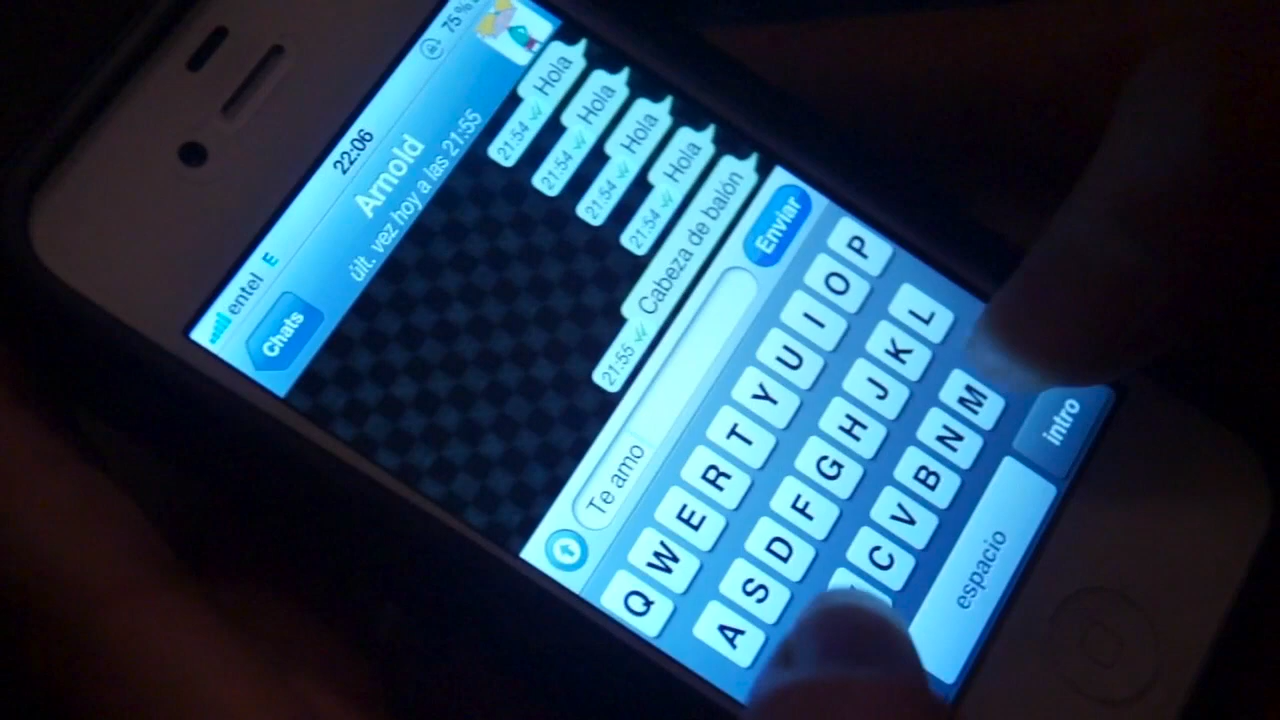 entel E 22:06 75%
Chats
Arnold
últ. vez hoy a las 21:55
Hola
21:54
Hola
21:54
Hola
21:54
Hola
21:54
Cabeza de balón
21:55
Te amo
Enviar
Q W E R T Y U I O P
A S D F G H J K L
C V B N M
espacio
intro